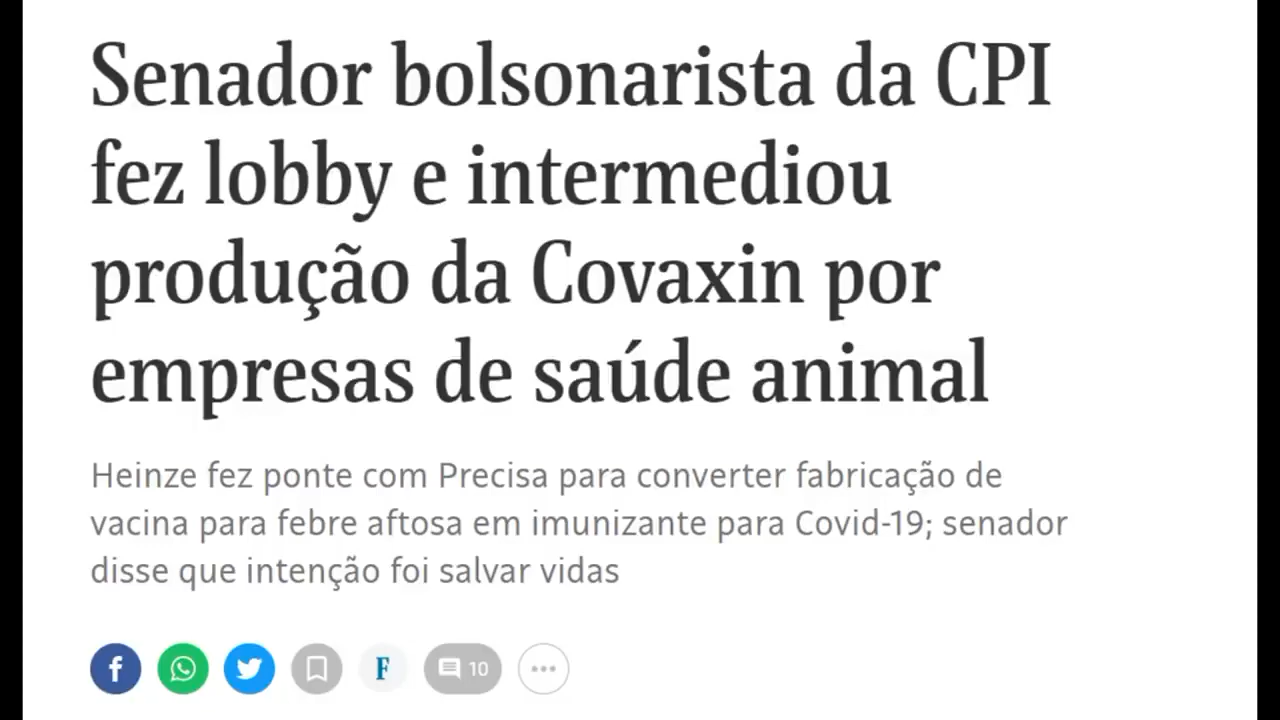 Senador bolsonarista da CPI
fez lobby e intermediou
produção da Covaxin por
empresas de saúde animal
Heinze fez ponte com Precisa para converter fabricação de
vacina para febre aftosa em imunizante para Covid-19; senador
disse que intenção foi salvar vidas
F 10